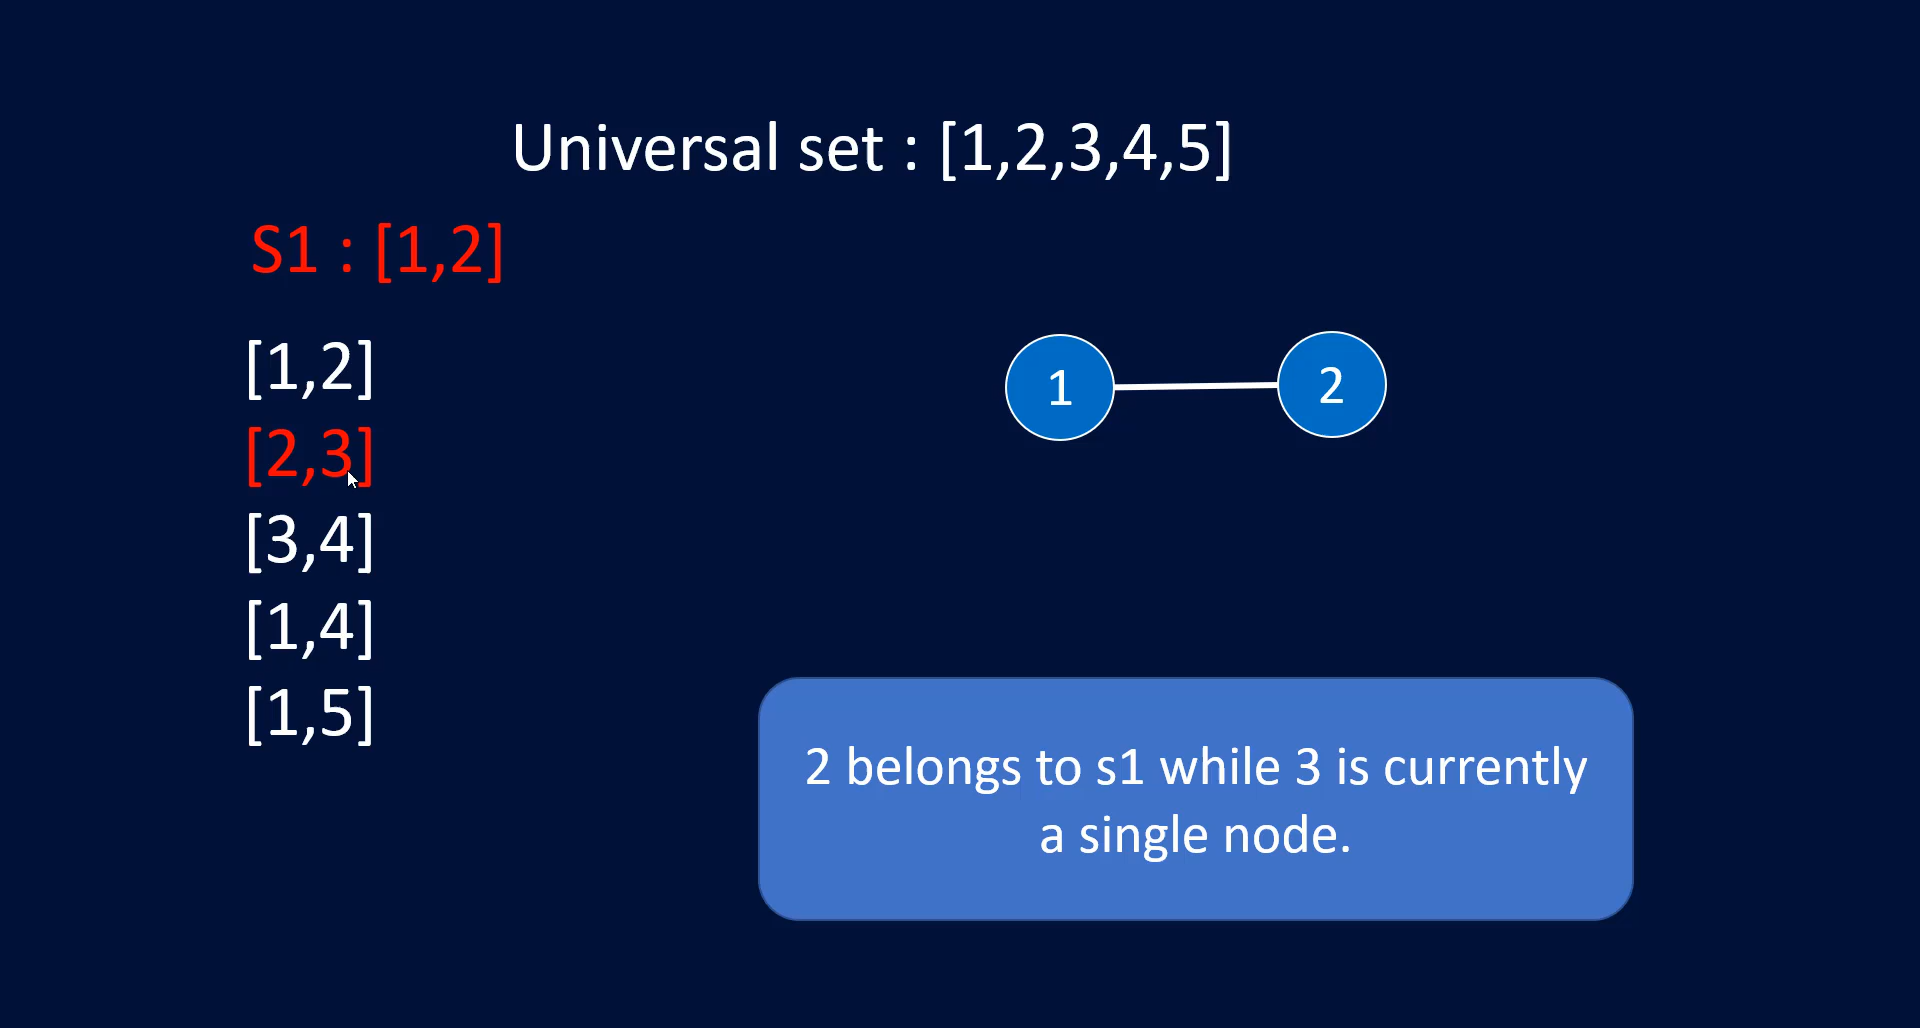 Universal set : [1,2,3,4,5]
S1 : [1,2]
[1,2]
[2,3]
[3,4]
[1,4]
[1,5]
1
2
2 belongs to s1 while 3 is currently
a single node.